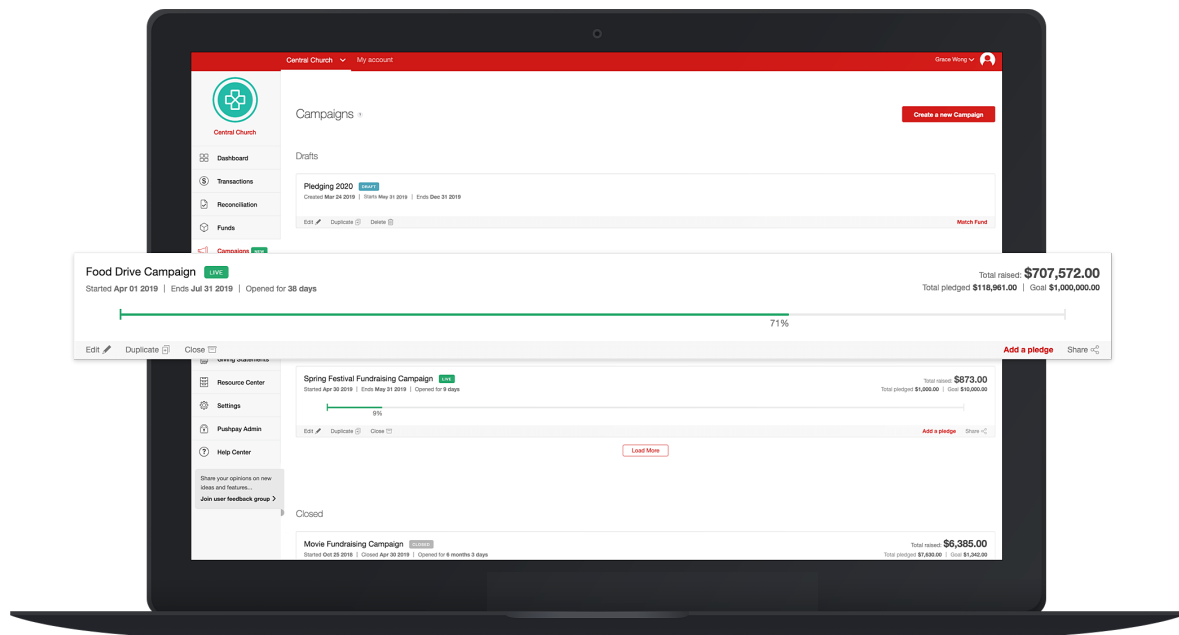 Central Church My account Grace Wong
Central Church
Campaigns ?
Create a new Campaign
Dashboard
Transactions
Reconciliation
Funds
Campaigns NEW
Drafts
Pledging 2020 DRAFT
Created Mar 24 2019 | Starts May 31 2019 | Ends Dec 31 2019
Edit Duplicate Delete Match Fund
Food Drive Campaign LIVE
Total raised: $707,572.00
Started Apr 01 2019 | Ends Jul 31 2019 | Opened for 38 days
Total pledged $118,961.00 | Goal $1,000,000.00
71%
Edit Duplicate Close Add a pledge Share
Giving Statements
Resource Center
Settings
Pushpay Admin
Help Center
Share your opinions on new
ideas and features...
Join user feedback group
Spring Festival Fundraising Campaign LIVE
Total raised: $873.00
Started Apr 30 2019 | Ends May 31 2019 | Opened for 9 days
Total pledged $1,000.00 | Goal $10,000.00
9%
Edit Duplicate Close Add a pledge Share
Load More
Closed
Movie Fundraising Campaign CLOSED
Total raised: $6,385.00
Started Oct 25 2016 | Closed Apr 30 2019 | Opened for 6 months 3 days
Total pledged $7,630.00 | Goal $1,342.00